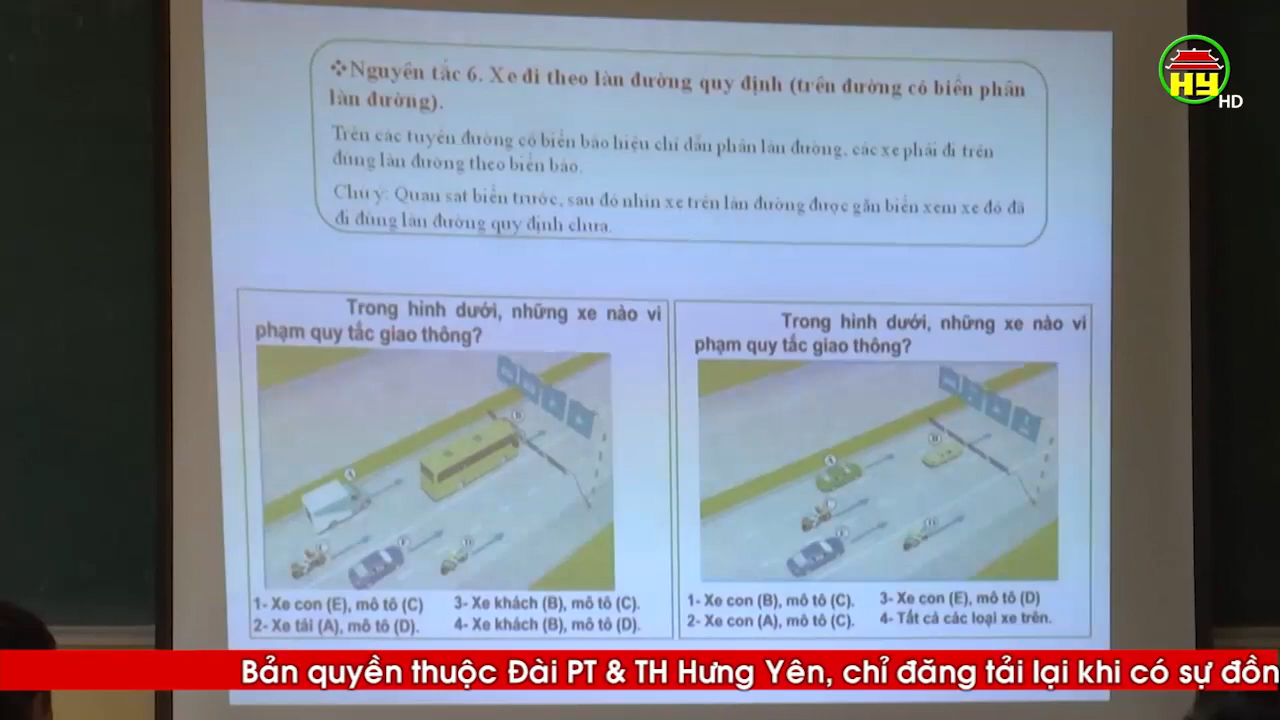 ❖Nguyên tắc 6. Xe đi theo làn đường quy định (trên đường có biển phân
làn đường).
Trên các tuyến đường có biển báo hiệu chỉ dẫn phân làn đường, các xe phải đi trên
đúng làn đường theo biển báo.
Chú ý: Quan sát biển trước, sau đó nhìn xe trên làn đường được gắn biển xem xe đó đã
đi đúng làn đường quy định chưa.
Trong hình dưới, những xe nào vi
phạm quy tắc giao thông?
1- Xe con (E), mô tô (C)
3- Xe khách (B), mô tô (C).
2- Xe tải (A), mô tô (D).
4- Xe khách (B), mô tô (D).
Trong hình dưới, những xe nào vi
phạm quy tắc giao thông?
1- Xe con (B), mô tô (C).
3- Xe con (E), mô tô (D)
2- Xe con (A), mô tô (C).
4- Tất cả các loại xe trên.
HY
HD
Bản quyền thuộc Đài PT & TH Hưng Yên, chỉ đăng tải lại khi có sự đồn